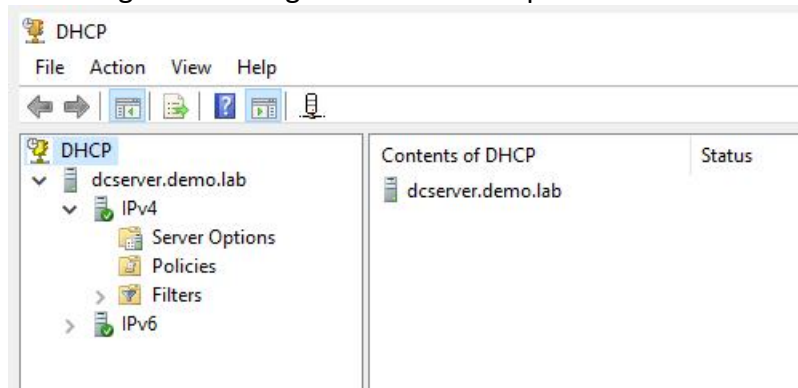 DHCP
File Action View Help
DHCP
dcserver.demo.lab
IPv4
Server Options
Policies
Filters
IPv6
Contents of DHCP Status
dcserver.demo.lab